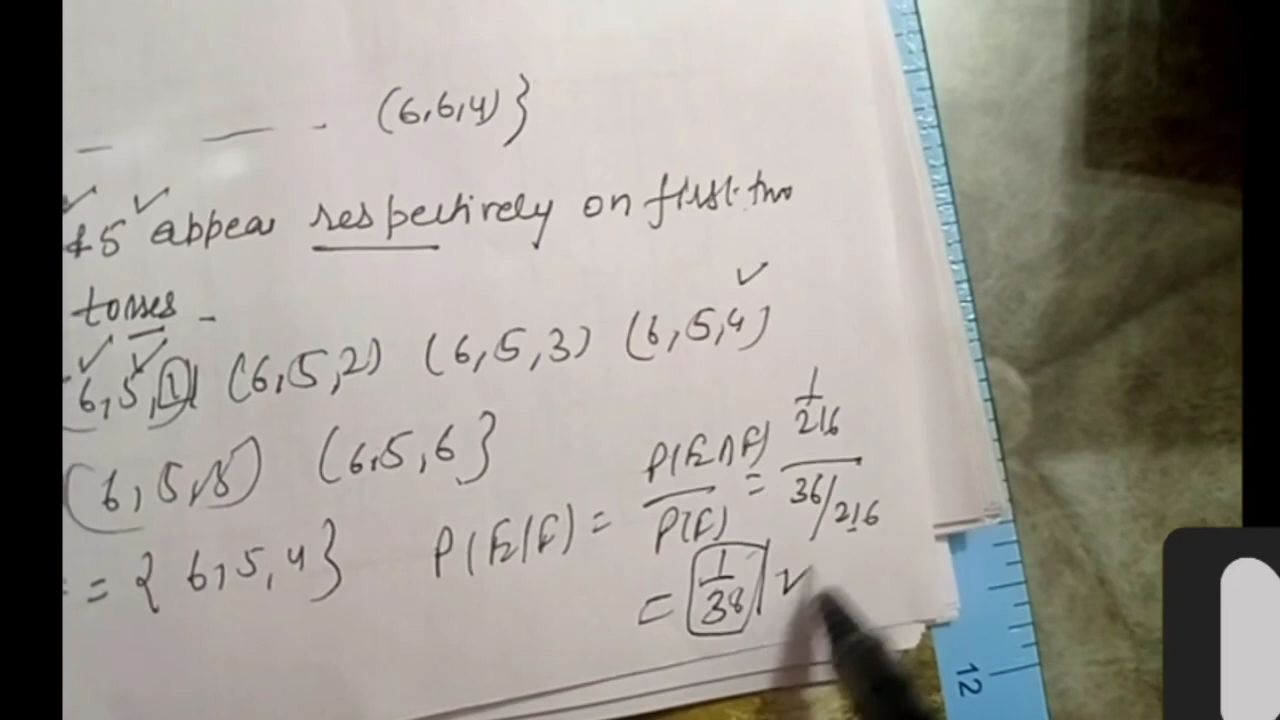 — — - (6,6,4)}
&5 appear respectively on first two
tosses -
6,5,1) (6,5,2) (6,5,3) (6,5,4)
(6,5,5) (6,5,6}
= {6,5,4} P(E/F) = P(E∩F)/P(F) = 1/216 / 36/216
= 1/38
12